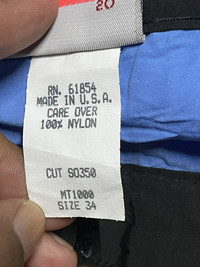 20
RN. 61854
MADE IN U.S.A.
CARE OVER
100% NYLON
CUT SO350
MT1000
SIZE 34